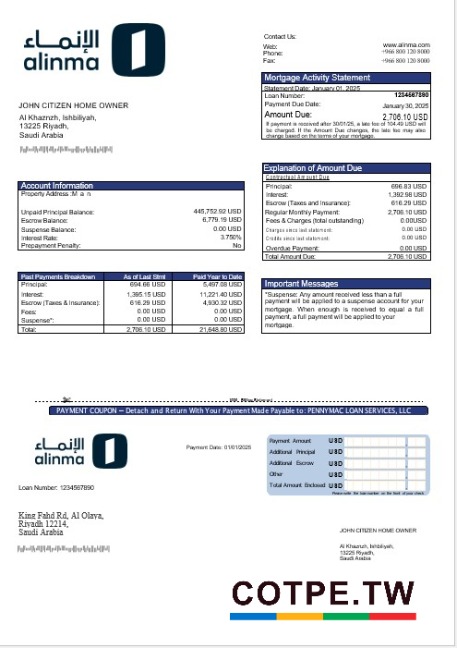 الإنماء
alinma
Contact Us:
Web: www.alinma.com
Phone: +966 800 120 8000
Fax: +966 800 120 8000
Mortgage Activity Statement
Statement Date: January 01, 2025
Loan Number: 1234567890
Payment Due Date: January 30, 2025
Amount Due: 2,706.10 USD
If payment is received after 30/01/25, a late fee of 104.49 USD will
be charged. If the Amount Due changes, the late fee may also
change based on the terms of your mortgage.
JOHN CITIZEN HOME OWNER
Al Khaznzh, Ishbiliyah,
13225 Riyadh,
Saudi Arabia
Account Information
Property Address :M a n
Unpaid Principal Balance: 445,752.92 USD
Escrow Balance: 6,779.19 USD
Suspense Balance: 0.00 USD
Interest Rate: 3.750%
Prepayment Penalty: No
Explanation of Amount Due
Contractual Amount Due
Principal: 696.83 USD
Interest: 1,392.98 USD
Escrow (Taxes and Insurance): 616.29 USD
Regular Monthly Payment: 2,706.10 USD
Fees & Charges (total outstanding) 0.00USD
Charges since last statement 0.00 USD
Credits since last statement 0.00 USD
Overdue Payment: 0.00 USD
Total Amount Due: 2,706.10 USD
Past Payments Breakdown As of Last Stmt Paid Year to Date
Principal: 694.66 USD 5,497.08 USD
Interest: 1,395.15 USD 11,221.40 USD
Escrow (Taxes & Insurance): 616.29 USD 4,930.32 USD
Fees: 0.00 USD 0.00 USD
Suspense*: 0.00 USD 0.00 USD
Total: 2,706.10 USD 21,648.80 USD
Important Messages
*Suspense: Any amount received less than a full
payment will be applied to a suspense account for your
mortgage. When enough is received to equal a full
payment, a full payment will be applied to your
mortgage.
PAYMENT COUPON – Detach and Return With Your Payment Made Payable to: PENNYMAC LOAN SERVICES, LLC
الإنماء
alinma
Payment Date: 01/01/2025
Payment Amount USD
Additional Principal USD
Additional Escrow USD
Other USD
Total Amount Enclosed USD
Please write the loan number on the front of your check
Loan Number: 1234567890
King Fahd Rd, Al Olaya,
Riyadh 12214,
Saudi Arabia
JOHN CITIZEN HOME OWNER
Al Khaznzh, Ishbiliyah,
13225 Riyadh,
Saudi Arabia
COTPE.TW